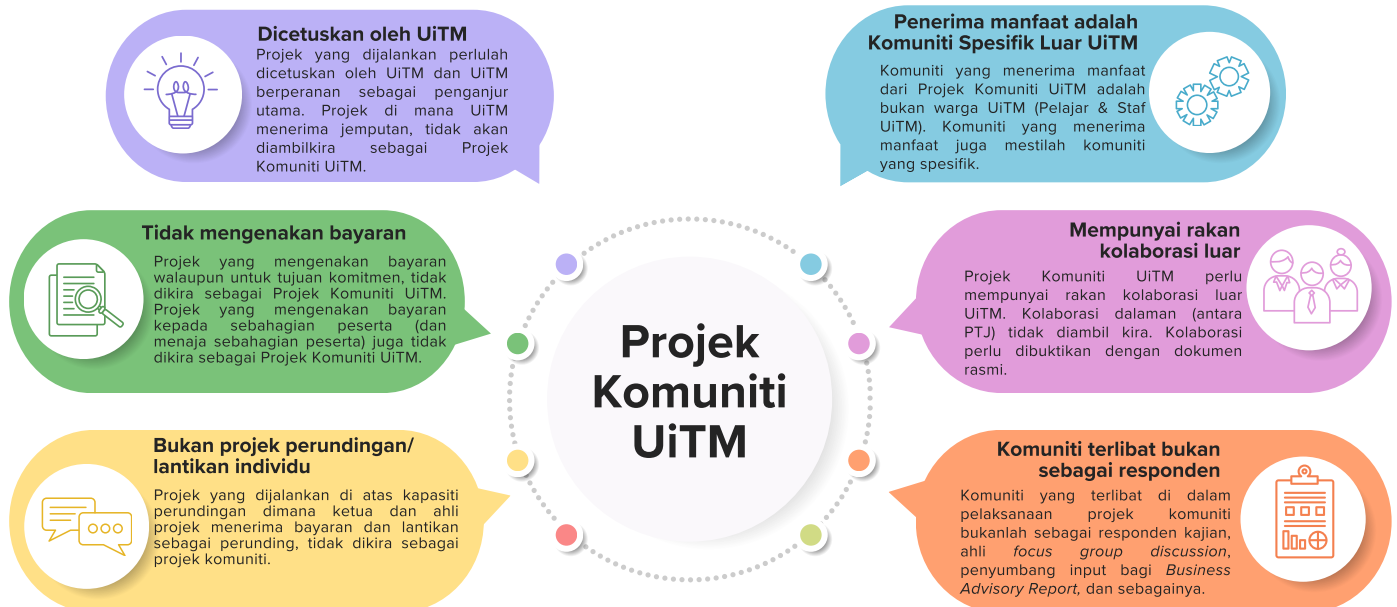 Dicetuskan oleh UiTM
Projek yang dijalankan perlulah
dicetuskan oleh UiTM dan UiTM
berperanan sebagai penganjur
utama. Projek di mana UiTM
menerima jemputan, tidak akan
diambilkira sebagai Projek
Komuniti UiTM.
Penerima manfaat adalah
Komuniti Spesifik Luar UiTM
Komuniti yang menerima manfaat
dari Projek Komuniti UiTM adalah
bukan warga UiTM (Pelajar & Staf
UiTM). Komuniti yang menerima
manfaat juga mestilah komuniti
yang spesifik.
Tidak mengenakan bayaran
Projek yang mengenakan bayaran
walaupun untuk tujuan komitmen, tidak
dikira sebagai Projek Komuniti UiTM.
Projek yang mengenakan bayaran
kepada sebahagian peserta (dan
menaja sebahagian peserta) juga tidak
dikira sebagai Projek Komuniti UiTM.
Mempunyai rakan
kolaborasi luar
Projek Komuniti UiTM perlu
mempunyai rakan kolaborasi luar
UiTM. Kolaborasi dalaman (antara
PTJ) tidak diambil kira. Kolaborasi
perlu dibuktikan dengan dokumen
rasmi.
Projek
Komuniti
UiTM
Bukan projek perundingan/
lantikan individu
Projek yang dijalankan di atas kapasiti
perundingan dimana ketua dan ahli
projek menerima bayaran dan lantikan
sebagai perunding, tidak dikira sebagai
projek komuniti.
Komuniti terlibat bukan
sebagai responden
Komuniti yang terlibat di dalam
pelaksanaan projek komuniti
bukanlah sebagai responden kajian,
ahli focus group discussion,
penyumbang input bagi Business
Advisory Report, dan sebagainya.